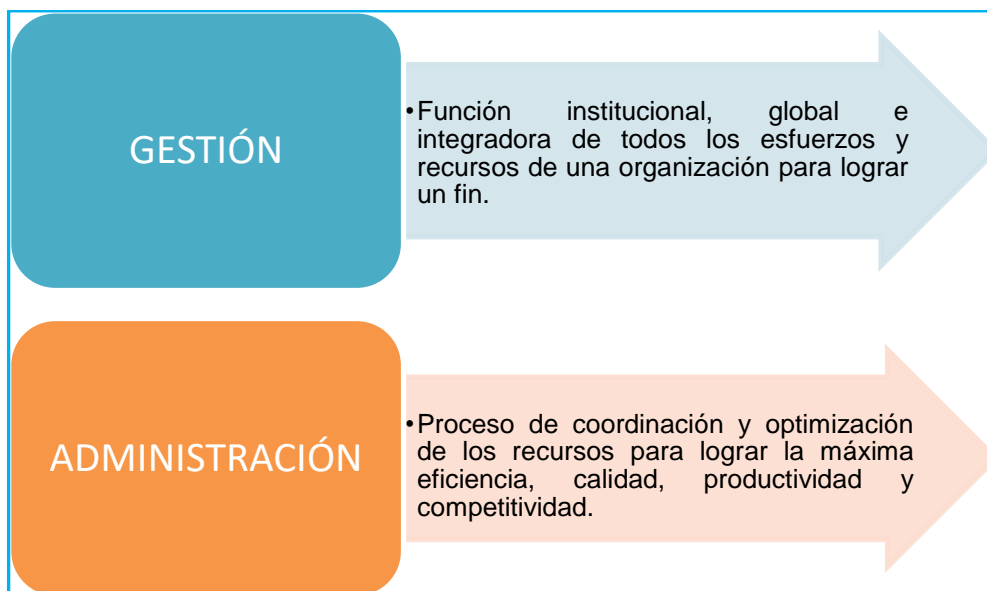 GESTIÓN
•Función institucional, global e
integradora de todos los esfuerzos y
recursos de una organización para lograr
un fin.
ADMINISTRACIÓN
•Proceso de coordinación y optimización
de los recursos para lograr la máxima
eficiencia, calidad, productividad y
competitividad.